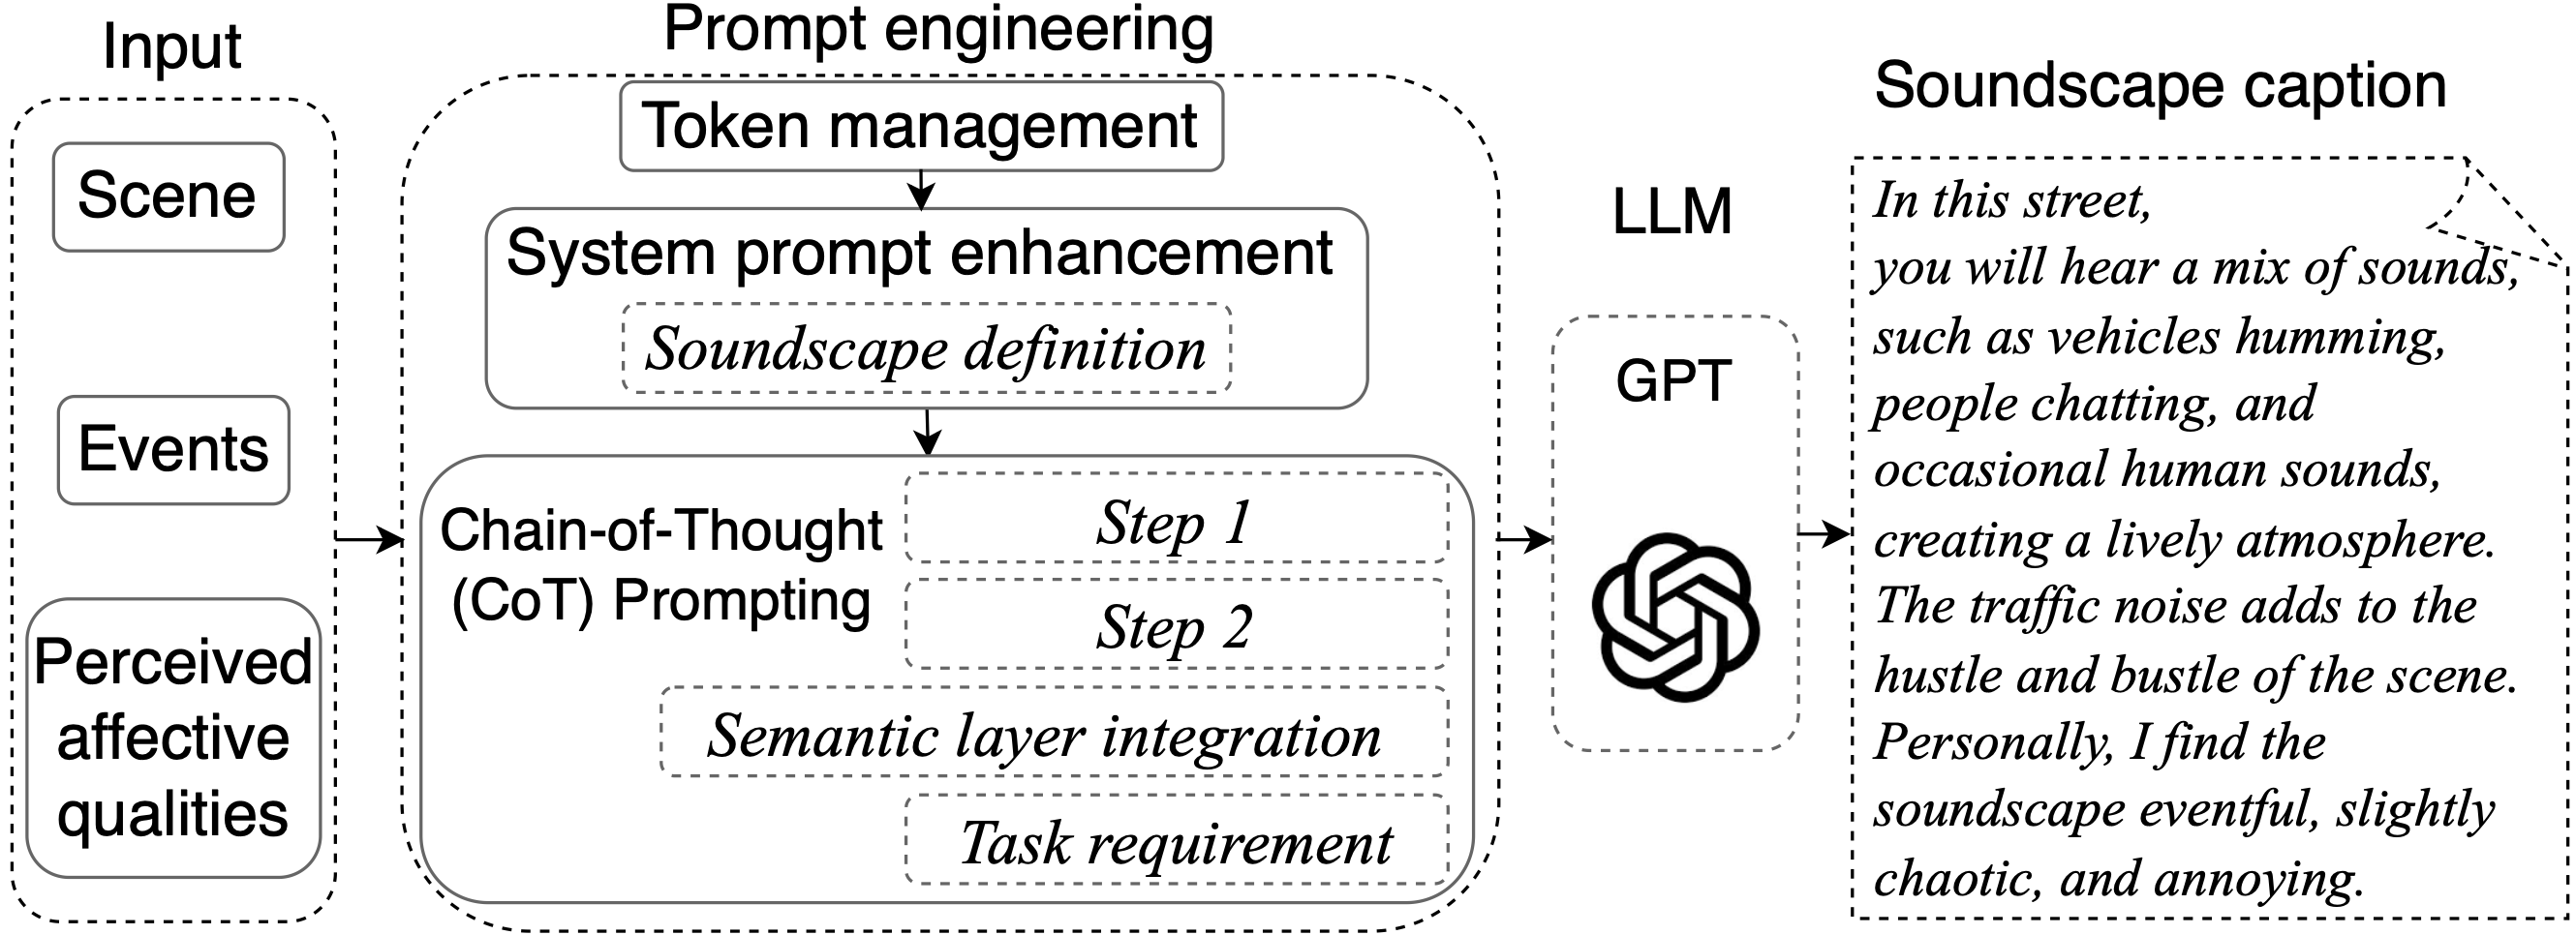 Input
Scene
Events
Perceived
affective
qualities
Prompt engineering
Token management
System prompt enhancement
Soundscape definition
Chain-of-Thought
(CoT) Prompting
Step 1
Step 2
Semantic layer integration
Task requirement
LLM
GPT
Soundscape caption
In this street,
you will hear a mix of sounds,
such as vehicles humming,
people chatting, and
occasional human sounds,
creating a lively atmosphere.
The traffic noise adds to the
hustle and bustle of the scene.
Personally, I find the
soundscape eventful, slightly
chaotic, and annoying.